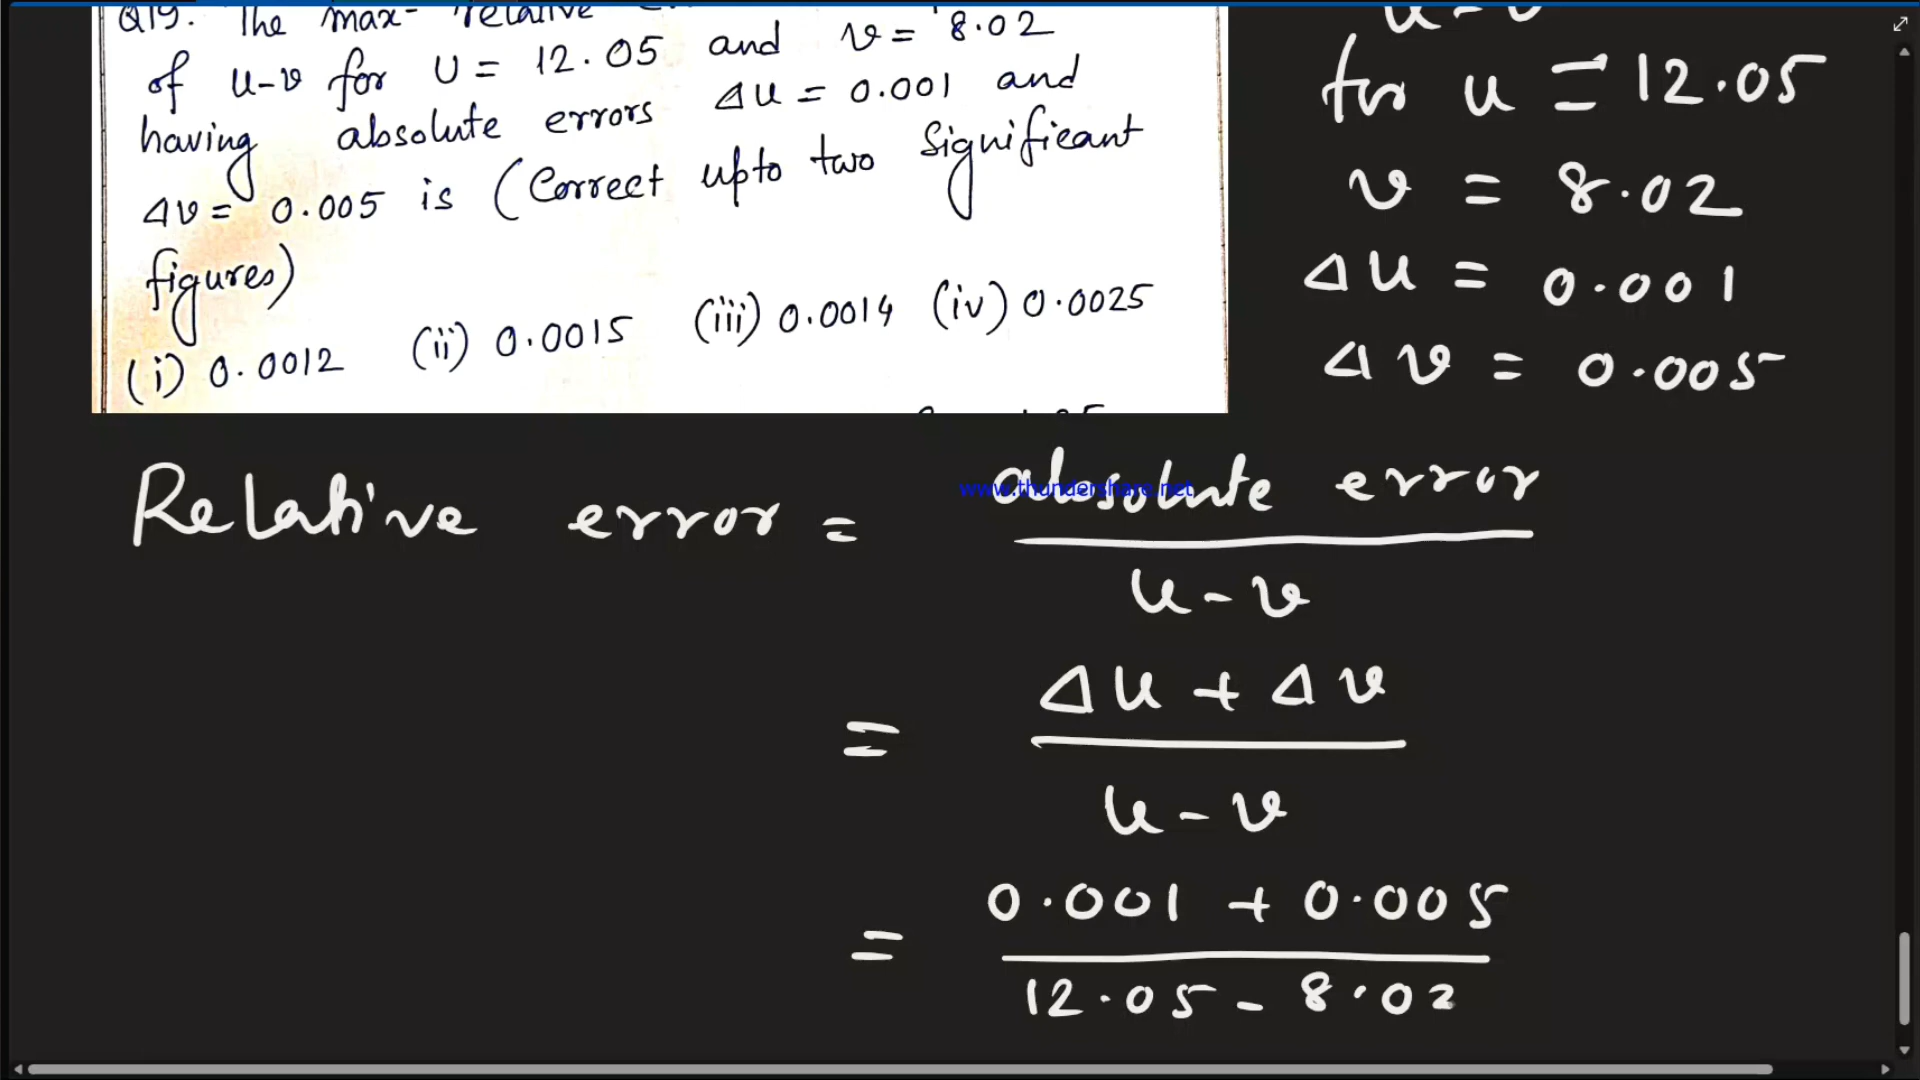 Q19. The max- relative
of u-v for U = 12.05 and v = 8.02
having absolute errors Δu = 0.001 and
Δv = 0.005 is (Correct upto two Significant
figures)
(i) 0.0012 (ii) 0.0015 (iii) 0.0014 (iv) 0.0025
u - v
for u = 12.05
v = 8.02
Δu = 0.001
Δv = 0.005
Relative error = absolute error
u - v
www.thundershare.net
= Δu + Δv
u - v
= 0.001 + 0.005
12.05 - 8.02